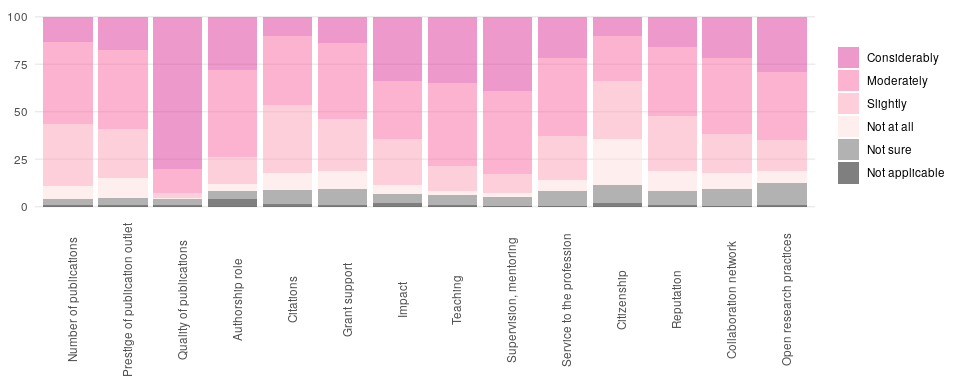 100
75
50
25
0
Considerably
Moderately
Slightly
Not at all
Not sure
Not applicable
Number of publications
Prestige of publication outlet
Quality of publications
Authorship role
Citations
Grant support
Impact
Teaching
Supervision, mentoring
Service to the profession
Citizenship
Reputation
Collaboration network
Open research practices